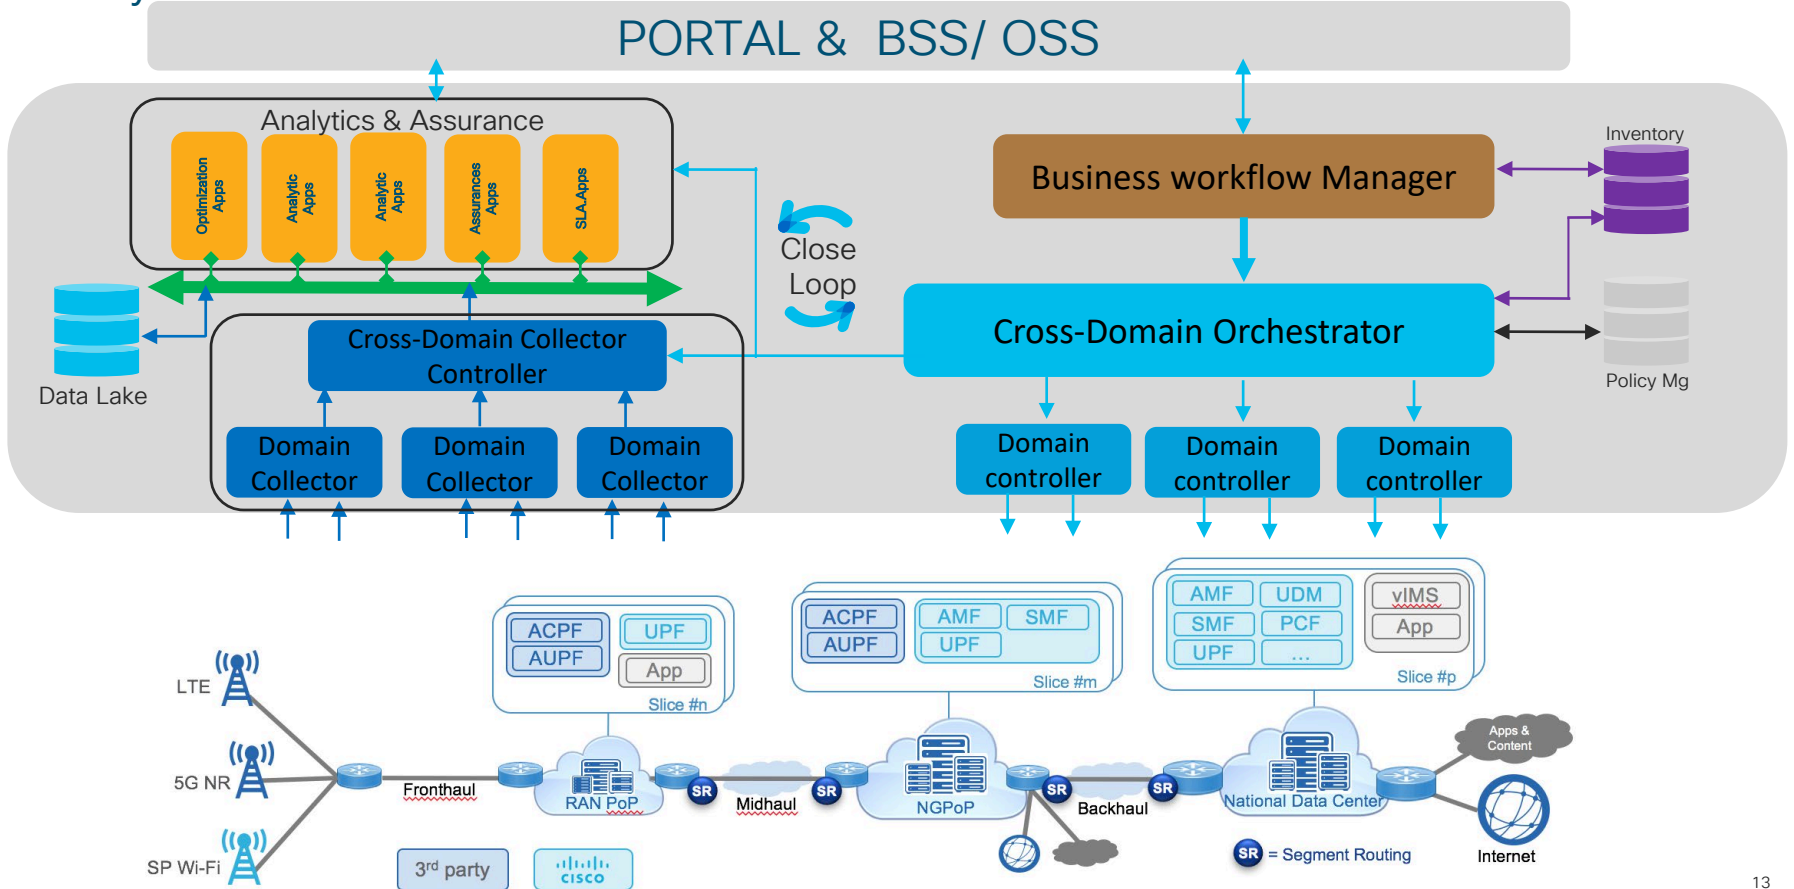 PORTAL & BSS/ OSS
Analytics & Assurance
Optimization
Apps
Analytic
Apps
Analytic
Apps
Assurances
Apps
SLA.Apps
Business workflow Manager
Inventory
Close
Loop
Cross-Domain Collector
Controller
Cross-Domain Orchestrator
Data Lake
Policy Mg
Domain
Collector
Domain
Collector
Domain
Collector
Domain
controller
Domain
controller
Domain
controller
ACPF
AUPF
UPF
App
Slice #n
ACPF
AUPF
AMF
SMF
UPF
Slice #m
AMF
UDM
SMF
PCF
UPF
...
vIMS
App
Slice #p
LTE
5G NR
SP Wi-Fi
Fronthaul
RAN PoP
SR
Midhaul
SR
NGPoP
SR
Backhaul
SR
National Data Center
Apps &
Content
Internet
3rd party
CISCO
SR = Segment Routing
13